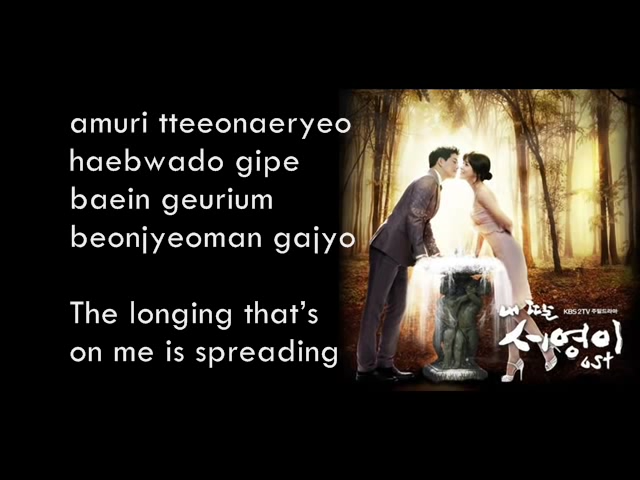 amuri tteeonaeryeo
haebwado gipe
baein geurium
beonjyeoman gajyo
The longing that's
on me is spreading
내 딸 KBS 2TV 주말드라마
서영이
OST